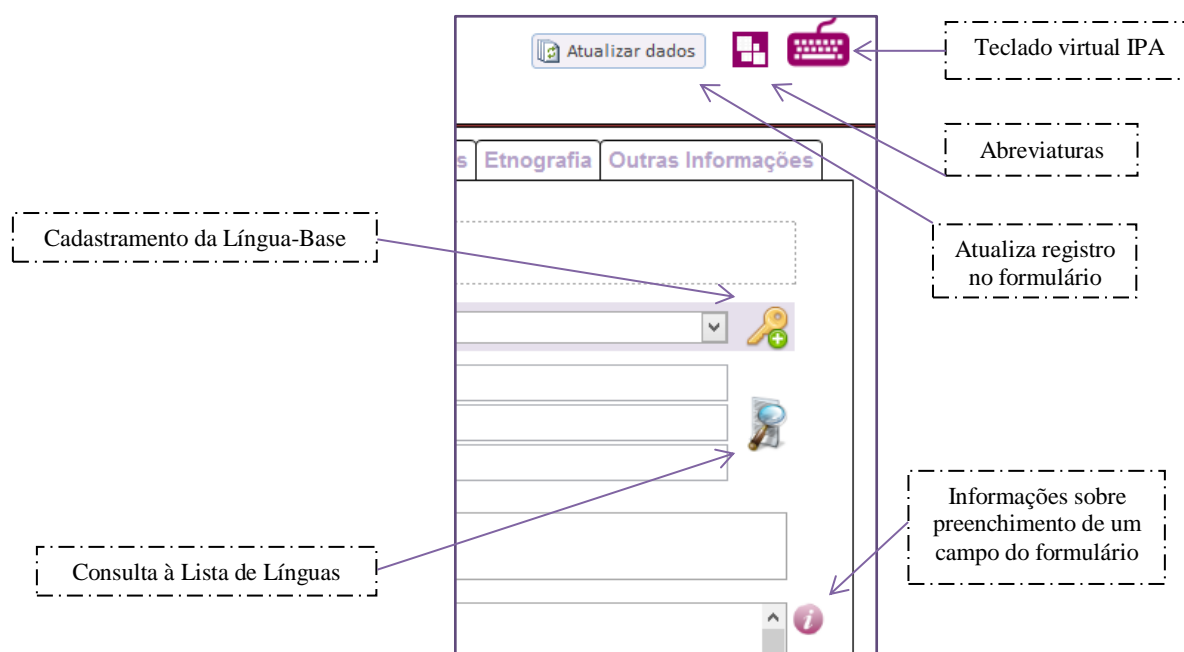 Atualizar dados
Teclado virtual IPA
Abreviaturas
s
Etnografia
Outras Informações
Cadastramento da Língua-Base
Atualiza registro
no formulário
Informações sobre
preenchimento de um
campo do formulário
Consulta à Lista de Línguas
i